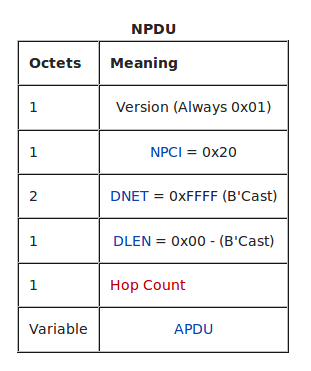 NPDU
Octets Meaning
1 Version (Always 0x01)
1 NPCI = 0x20
2 DNET = 0xFFFF (B'Cast)
1 DLEN = 0x00 - (B'Cast)
1 Hop Count
Variable APDU